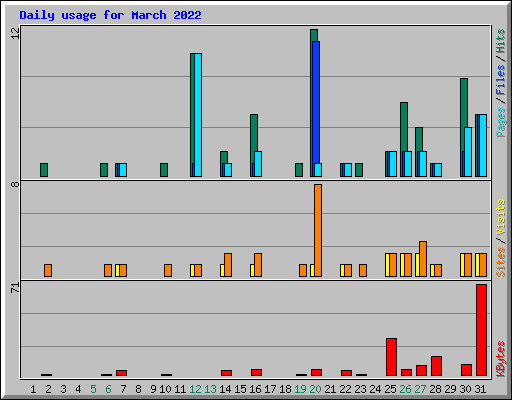 Daily usage for March 2022
12
8
71
Pages / Files / Hits
Sites / Visits
KBytes
1 2 3 4 5 6 7 8 9 10 11 12 13 14 15 16 17 18 19 20 21 22 23 24 25 26 27 28 29 30 31